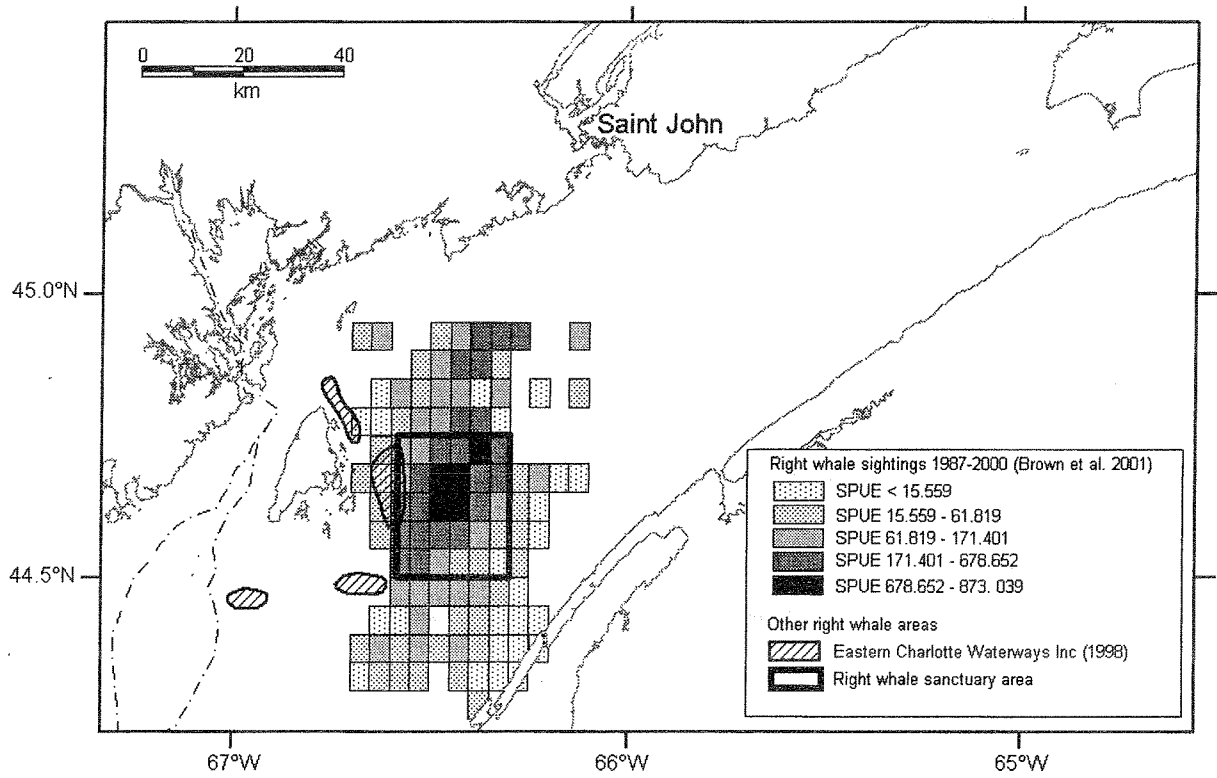 0 20 40
km
Saint John
45.0°N
44.5°N
67°W 66°W 65°W
Right whale sightings 1987-2000 (Brown et al. 2001)
SPUE < 15.559
SPUE 15.559 - 61.819
SPUE 61.819 - 171.401
SPUE 171.401 - 678.652
SPUE 678.652 - 873. 039
Other right whale areas
Eastern Charlotte Waterways Inc (1998)
Right whale sanctuary area